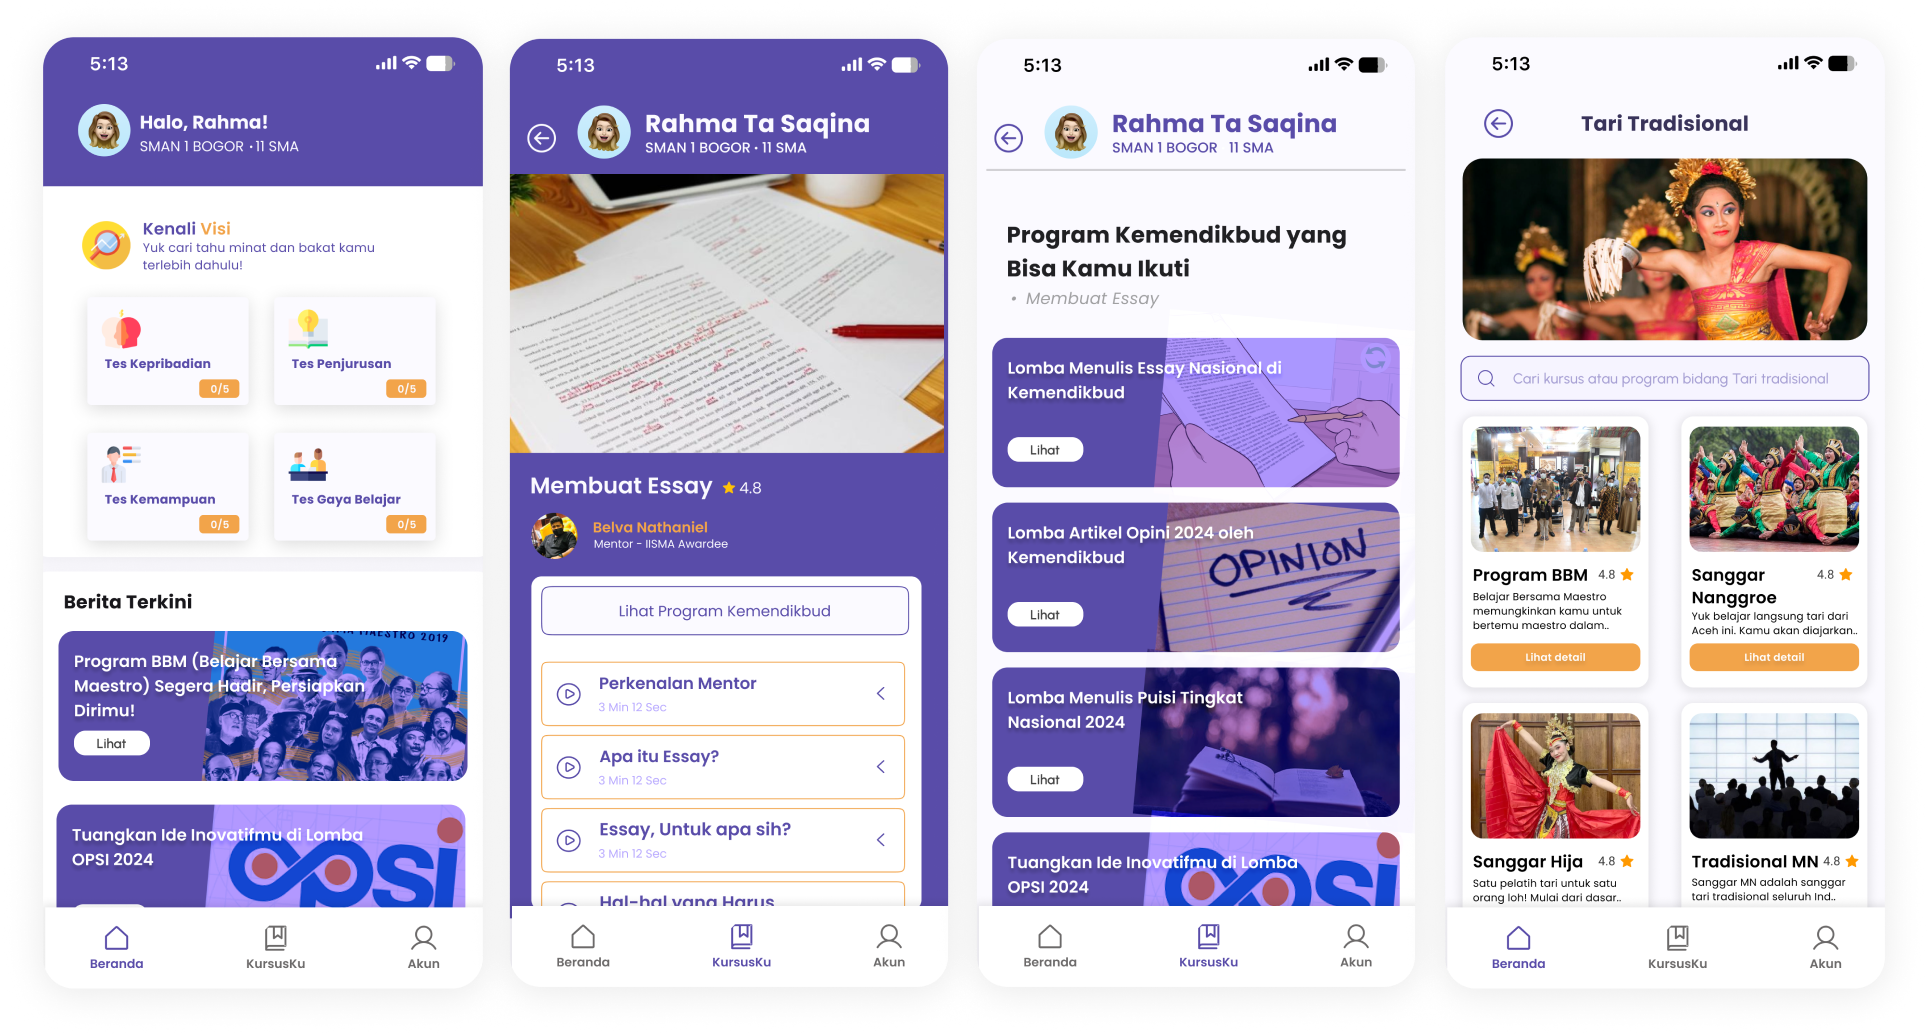 5:13
Halo, Rahma!
SMAN 1 BOGOR • 11 SMA
Kenali Visi
Yuk cari tahu minat dan bakat kamu
terlebih dahulu!
Tes Kepribadian
0/5
Tes Penjurusan
0/5
Tes Kemampuan
0/5
Tes Gaya Belajar
0/5
Berita Terkini
MAESTRO 2019
Program BBM (Belajar Bersama
Maestro) Segera Hadir, Persiapkan
Dirimu!
Lihat
Tuangkan Ide Inovatifmu di Lomba
OPSI 2024
opsi
Beranda
KursusKu
Akun
5:13
Rahma Ta Saqina
SMAN 1 BOGOR • 11 SMA
Membuat Essay
4.8
Belva Nathaniel
Mentor - IISMA Awardee
Lihat Program Kemendikbud
Perkenalan Mentor
3 Min 12 Sec
Apa itu Essay?
3 Min 12 Sec
Essay, Untuk apa sih?
3 Min 12 Sec
Hal-hal yang Harus
Beranda
KursusKu
Akun
5:13
Rahma Ta Saqina
SMAN 1 BOGOR 11 SMA
Program Kemendikbud yang
Bisa Kamu Ikuti
• Membuat Essay
Lomba Menulis Essay Nasional di
Kemendikbud
Lihat
Lomba Artikel Opini 2024 oleh
Kemendikbud
OPINION
Lihat
Lomba Menulis Puisi Tingkat
Nasional 2024
Lihat
Tuangkan Ide Inovatifmu di Lomba
OPSI 2024
opsi
Beranda
KursusKu
Akun
5:13
Tari Tradisional
Cari kursus atau program bidang Tari tradisional
Program BBM 4.8
Belajar Bersama Maestro
memungkinkan kamu untuk
bertemu maestro dalam..
Lihat detail
Sanggar
Nanggroe
4.8
Yuk belajar langsung tari dari
Aceh ini. Kamu akan diajarkan..
Lihat detail
Sanggar Hija 4.8
Satu pelatih tari untuk satu
orang loh! Mulai dari dasar..
Tradisional MN 4.8
Sanggar MN adalah sanggar
tari tradisional seluruh Ind..
Beranda
KursusKu
Akun